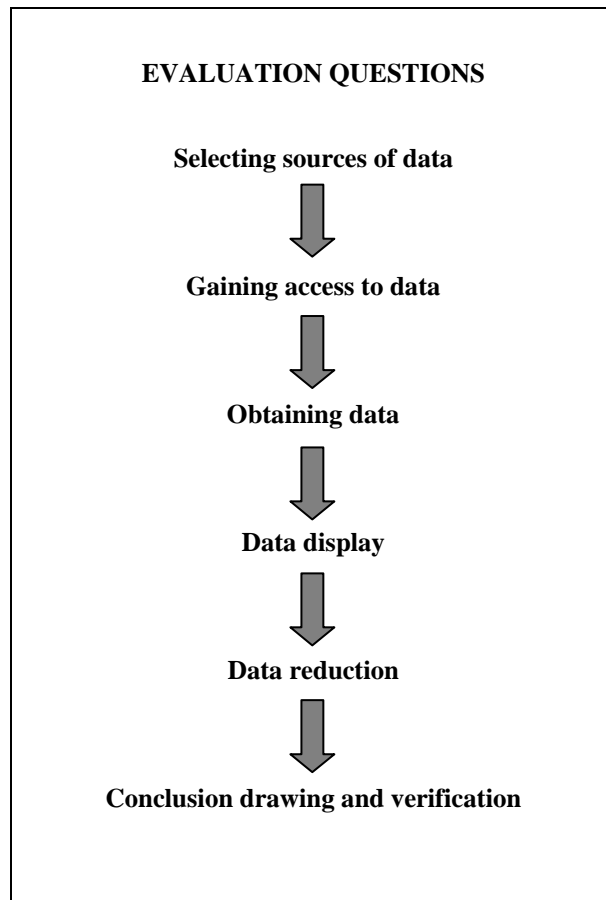 EVALUATION QUESTIONS
Selecting sources of data
Gaining access to data
Obtaining data
Data display
Data reduction
Conclusion drawing and verification